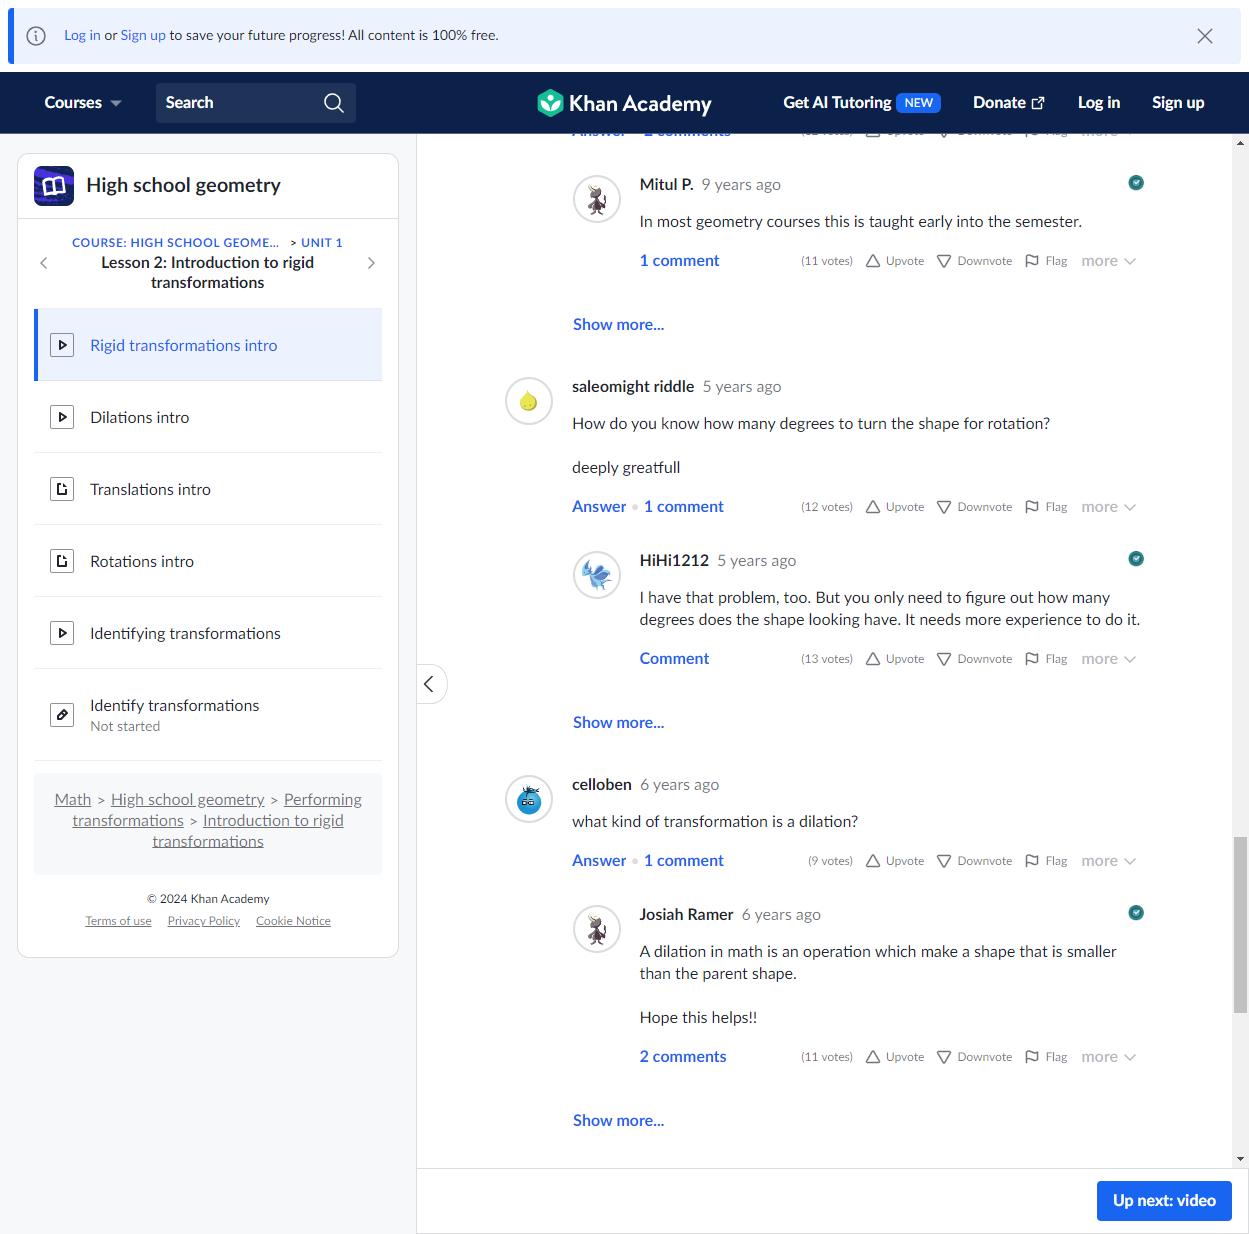 Log in or Sign up to save your future progress! All content is 100% free.
Courses
Search
Khan Academy
Get AI Tutoring NEW
Donate
Log in
Sign up
High school geometry
COURSE: HIGH SCHOOL GEOME... > UNIT 1
Lesson 2: Introduction to rigid
transformations
Rigid transformations intro
Dilations intro
Translations intro
Rotations intro
Identifying transformations
Identify transformations
Not started
Math > High school geometry > Performing
transformations > Introduction to rigid
transformations
© 2024 Khan Academy
Terms of use Privacy Policy Cookie Notice
Mitul P. 9 years ago
In most geometry courses this is taught early into the semester.
1 comment (11 votes) Upvote Downvote Flag more
Show more...
saleomight riddle 5 years ago
How do you know how many degrees to turn the shape for rotation?
deeply greatfull
Answer • 1 comment (12 votes) Upvote Downvote Flag more
HiHi1212 5 years ago
I have that problem, too. But you only need to figure out how many
degrees does the shape looking have. It needs more experience to do it.
Comment (13 votes) Upvote Downvote Flag more
Show more...
celloben 6 years ago
what kind of transformation is a dilation?
Answer • 1 comment (9 votes) Upvote Downvote Flag more
Josiah Ramer 6 years ago
A dilation in math is an operation which make a shape that is smaller
than the parent shape.
Hope this helps!!
2 comments (11 votes) Upvote Downvote Flag more
Show more...
Up next: video